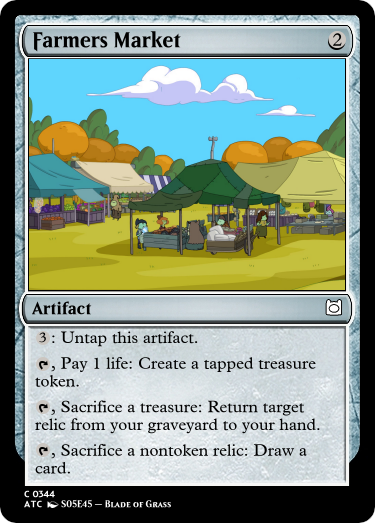 Farmers Market 2
Artifact
3: Untap this artifact.
, Pay 1 life: Create a tapped treasure
token.
, Sacrifice a treasure: Return target
relic from your graveyard to your hand.
, Sacrifice a nontoken relic: Draw a
card.
C 0344
ATC S05E45 – Blade of Grass